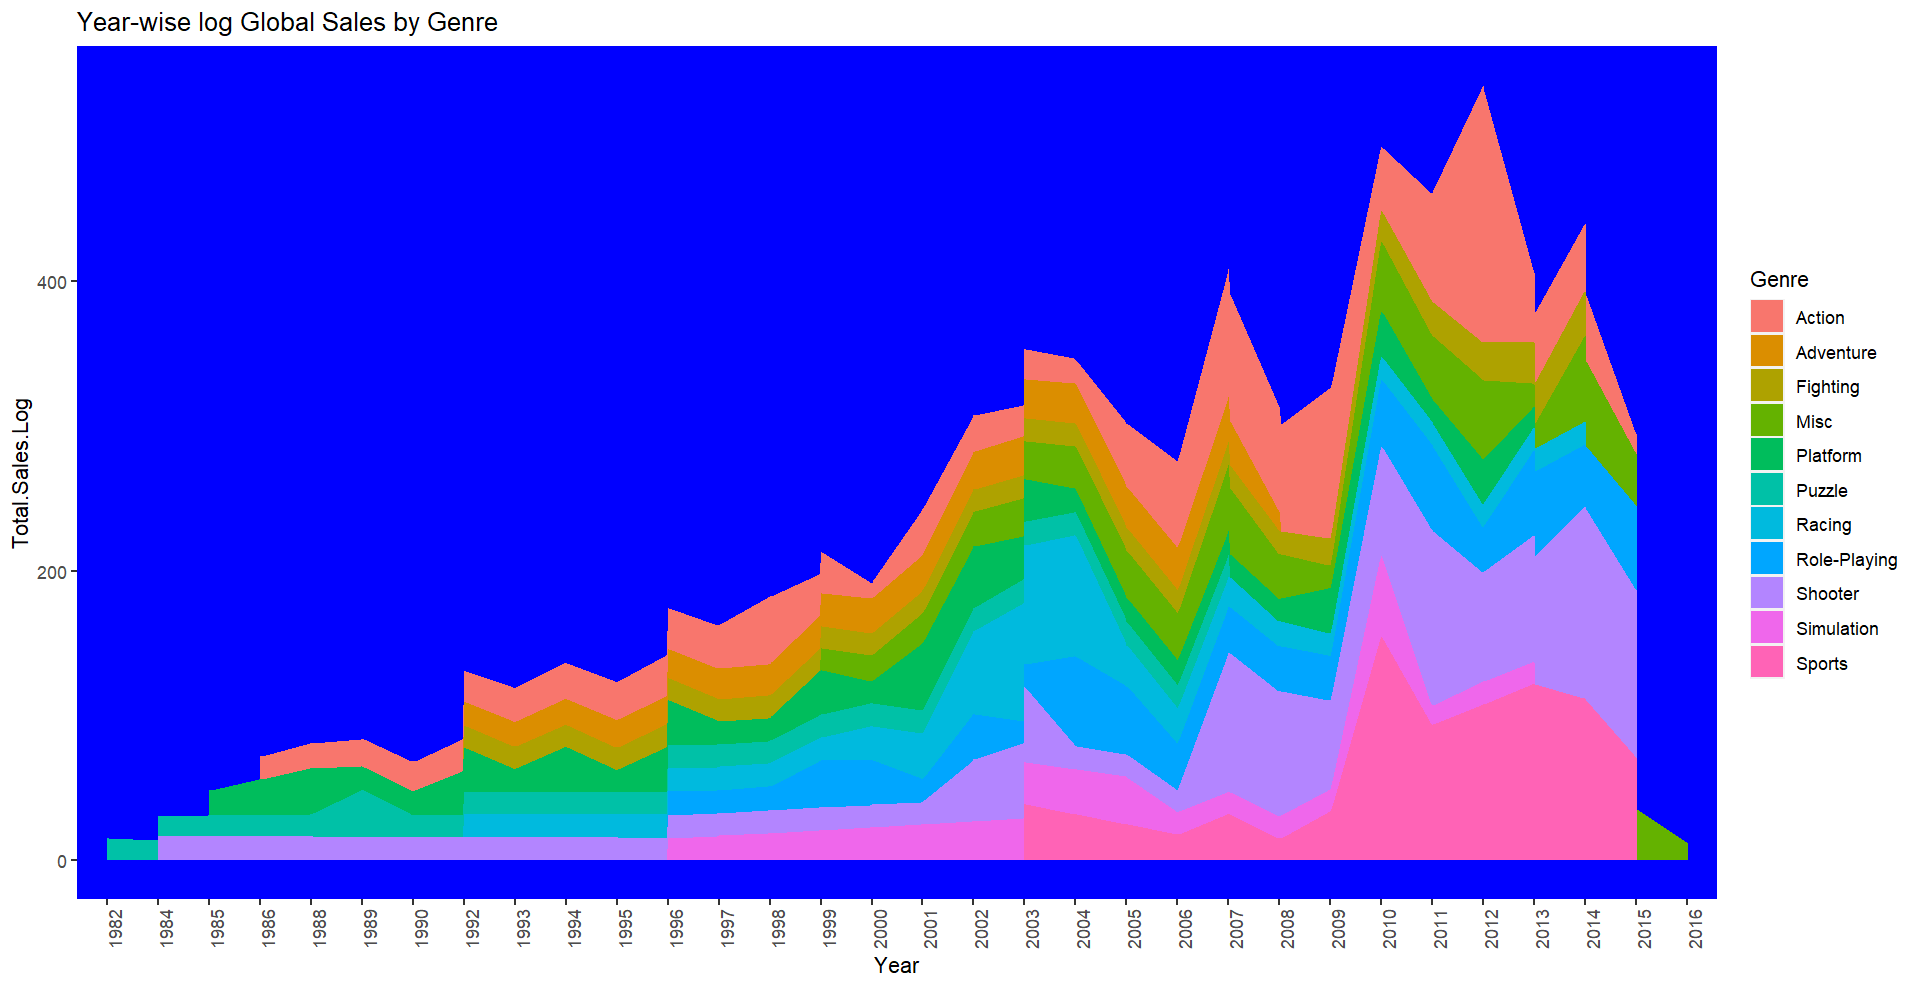 Year-wise log Global Sales by Genre
Total.Sales.Log
400
200
0
1982
1984
1985
1986
1988
1989
1990
1992
1993
1994
1995
1996
1997
1998
1999
2000
2001
2002
2003
2004
2005
2006
2007
2008
2009
2010
2011
2012
2013
2014
2015
2016
Year
Genre
Action
Adventure
Fighting
Misc
Platform
Puzzle
Racing
Role-Playing
Shooter
Simulation
Sports